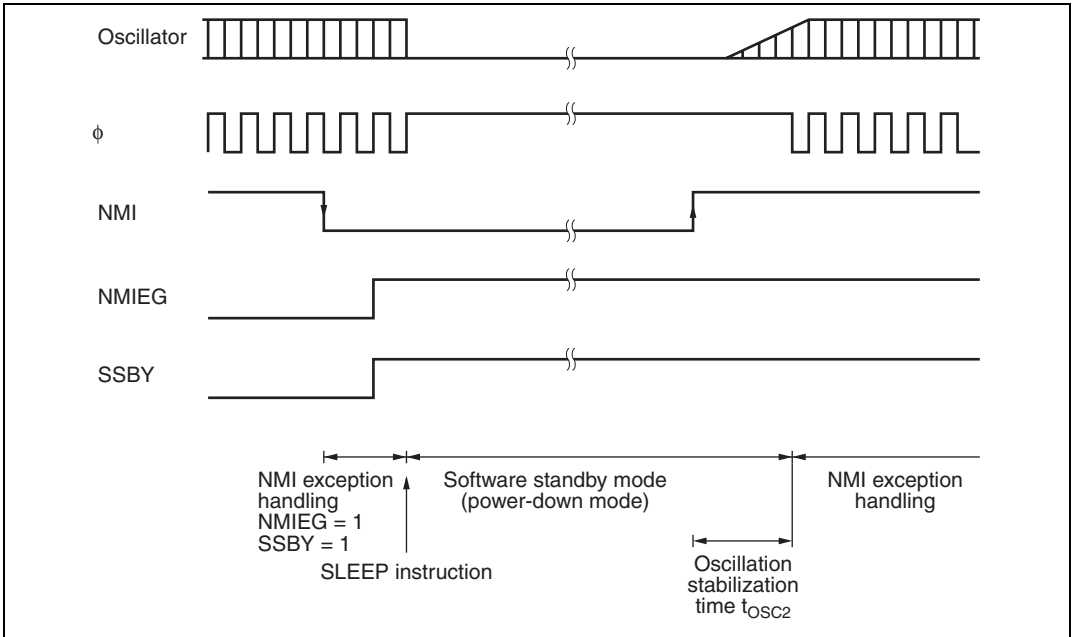 Oscillator
φ
NMI
NMIEG
SSBY
NMI exception
handling
NMIEG = 1
SSBY = 1
SLEEP instruction
Software standby mode
(power-down mode)
Oscillation
stabilization
time tOSC2
NMI exception
handling